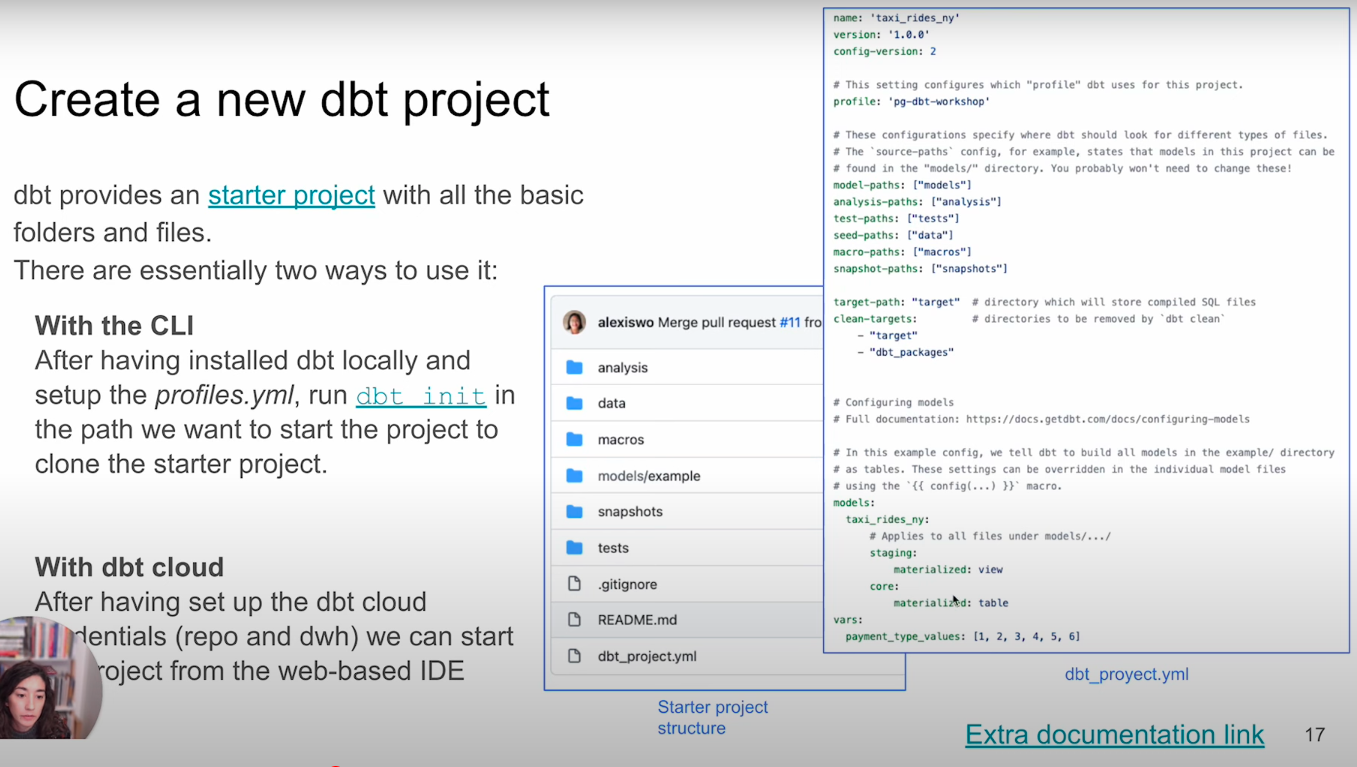 Create a new dbt project
dbt provides an starter project with all the basic
folders and files.
There are essentially two ways to use it:
With the CLI
After having installed dbt locally and
setup the profiles.yml, run dbt init in
the path we want to start the project to
clone the starter project.
With dbt cloud
After having set up the dbt cloud
dentials (repo and dwh) we can start
roject from the web-based IDE
alexiswo Merge pull request #11 fro
analysis
data
macros
models/example
snapshots
tests
.gitignore
README.md
dbt_project.yml
Starter project
structure
name: 'taxi_rides_ny'
version: '1.0.0'
config-version: 2
# This setting configures which "profile" dbt uses for this project.
profile: 'pg-dbt-workshop'
# These configurations specify where dbt should look for different types of files.
# The `source-paths` config, for example, states that models in this project can be
# found in the "models/" directory. You probably won't need to change these!
model-paths: ["models"]
analysis-paths: ["analysis"]
test-paths: ["tests"]
seed-paths: ["data"]
macro-paths: ["macros"]
snapshot-paths: ["snapshots"]
target-path: "target" # directory which will store compiled SQL files
clean-targets: # directories to be removed by `dbt clean`
- "target"
- "dbt_packages"
# Configuring models
# Full documentation: https://docs.getdbt.com/docs/configuring-models
# In this example config, we tell dbt to build all models in the example/ directory
# as tables. These settings can be overridden in the individual model files
# using the `{{ config(...) }}` macro.
models:
taxi_rides_ny:
# Applies to all files under models/.../
staging:
materialized: view
core:
materialized: table
vars:
payment_type_values: [1, 2, 3, 4, 5, 6]
dbt_proyect.yml
Extra documentation link
17